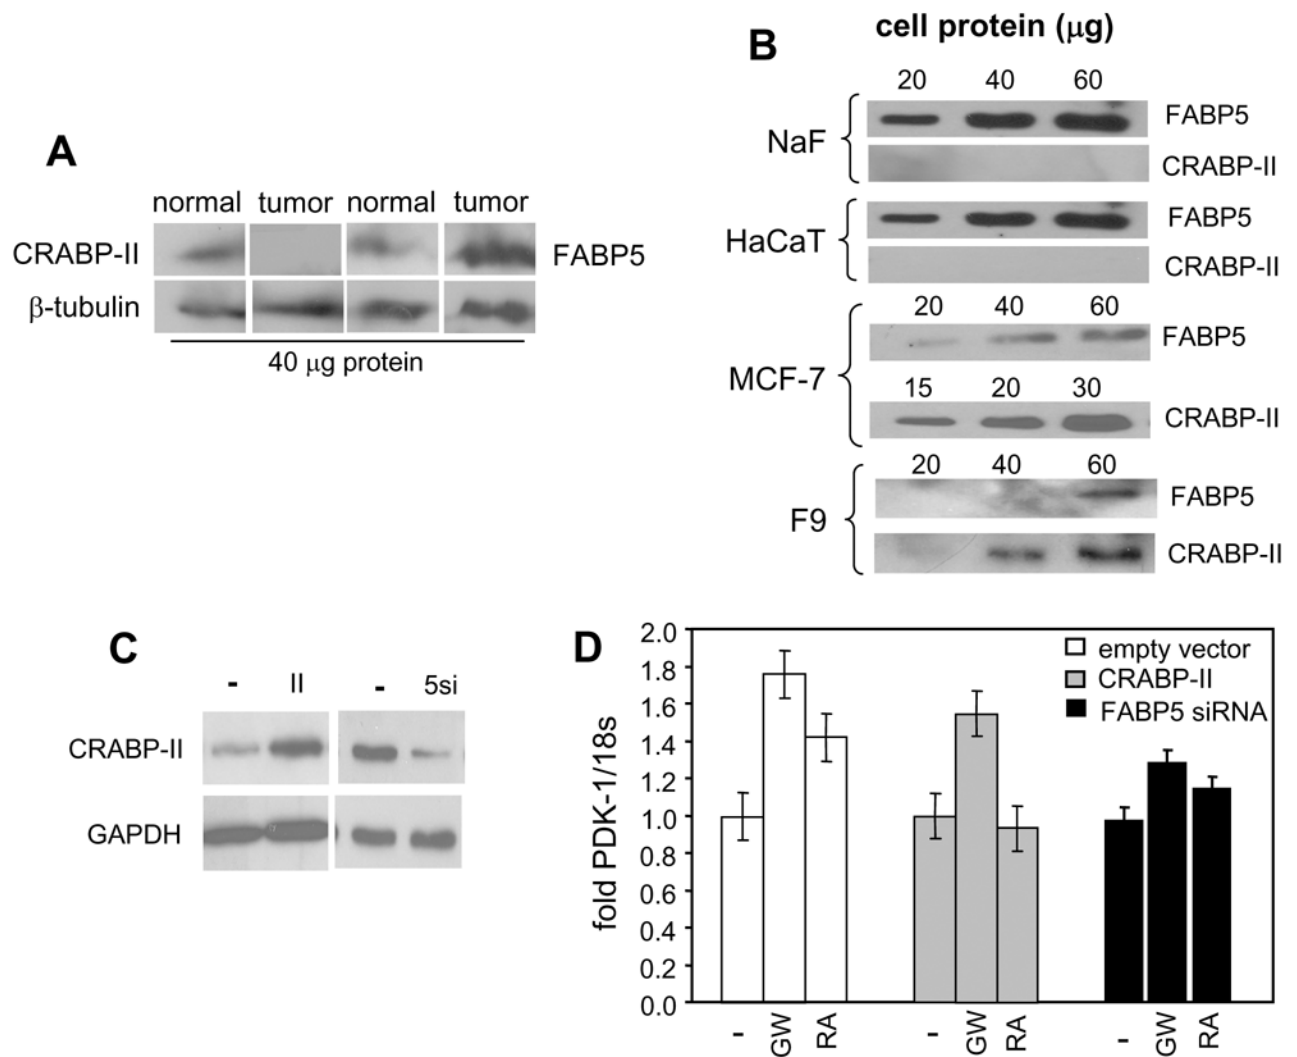 A
normal tumor normal tumor
CRABP-II FABP5
β-tubulin
40 μg protein
B
cell protein (μg)
20 40 60
NaF
FABP5
CRABP-II
HaCaT
FABP5
CRABP-II
20 40 60
MCF-7
FABP5
15 20 30
CRABP-II
20 40 60
F9
FABP5
CRABP-II
C
- II - 5si
CRABP-II
GAPDH
D
fold PDK-1/18s
2.0
1.8
1.6
1.4
1.2
1.0
0.8
0.6
0.4
0.2
0.0
empty vector
CRABP-II
FABP5 siRNA
- GW RA - GW RA - GW RA